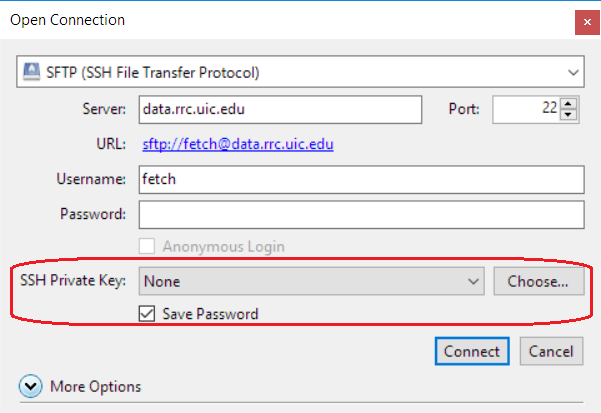 Open Connection
SFTP (SSH File Transfer Protocol)
Server: data.rrc.uic.edu Port: 22
URL: sftp://fetch@data.rrc.uic.edu
Username: fetch
Password:
Anonymous Login
SSH Private Key: None Choose...
Save Password
Connect Cancel
More Options